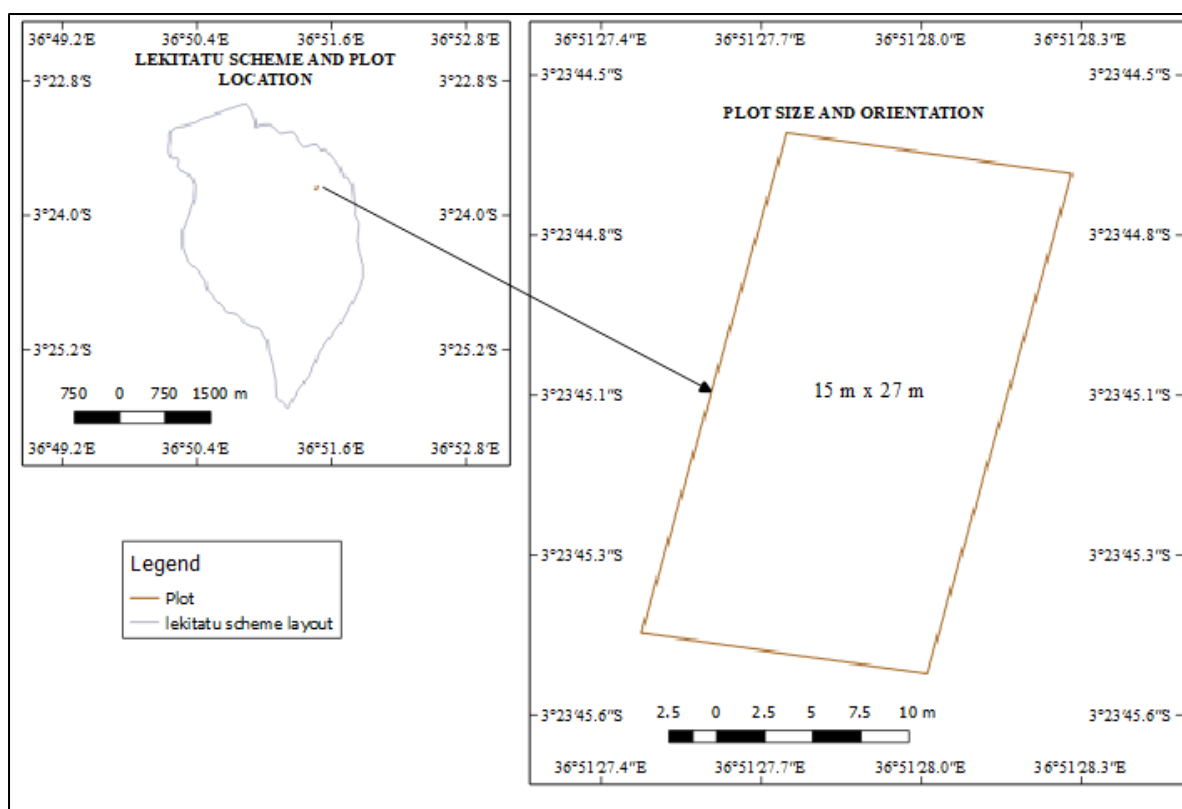 36°49.2'E 36°50.4'E 36°51.6'E 36°52.8'E
LEKITATU SCHEME AND PLOT
LOCATION
3°22.8'S 3°22.8'S
3°24.0'S 3°24.0'S
3°25.2'S 3°25.2'S
750 0 750 1500 m
36°49.2'E 36°50.4'E 36°51.6'E 36°52.8'E
Legend
Plot
lekitatu scheme layout
36°51'27.4"E 36°51'27.7"E 36°51'28.0"E 36°51'28.3"E
3°23'44.5"S 3°23'44.5"S
PLOT SIZE AND ORIENTATION
3°23'44.8"S 3°23'44.8"S
15 m x 27 m
3°23'45.1"S 3°23'45.1"S
3°23'45.3"S 3°23'45.3"S
3°23'45.6"S 3°23'45.6"S
2.5 0 2.5 5 7.5 10 m
36°51'27.4"E 36°51'27.7"E 36°51'28.0"E 36°51'28.3"E